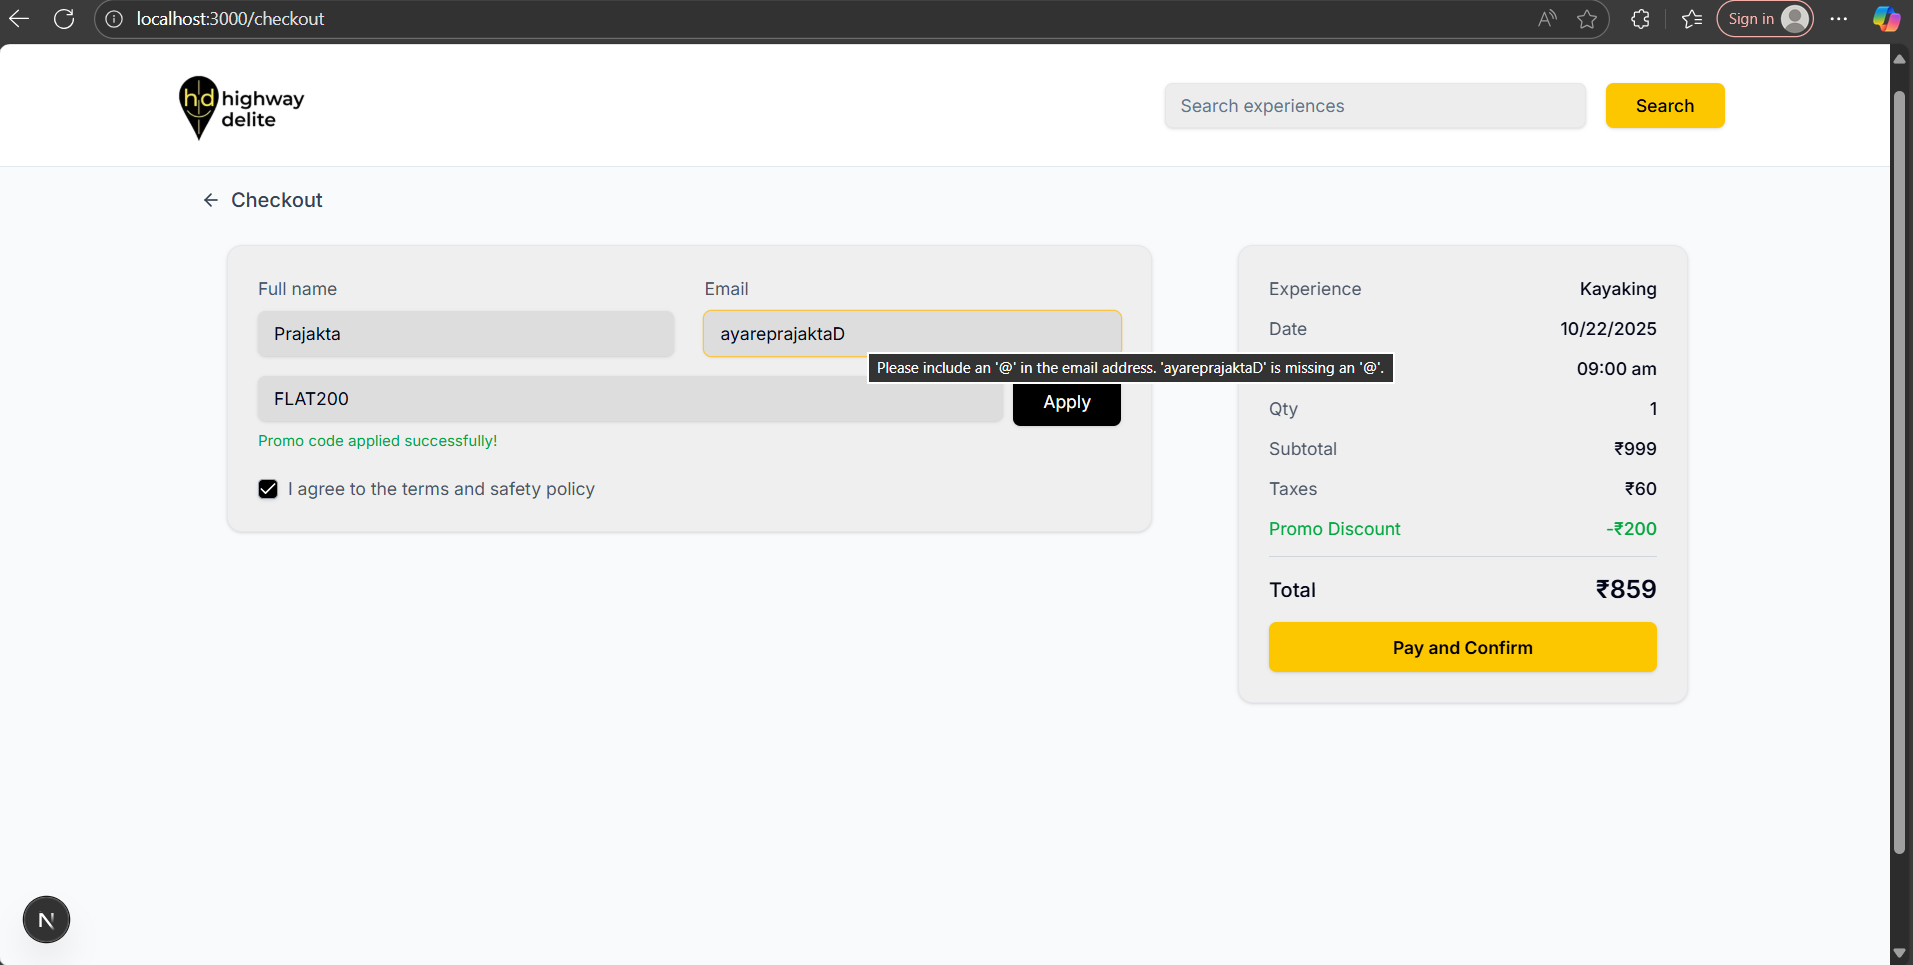 localhost:3000/checkout
Sign in
hd highway
delite
Search experiences
Search
Checkout
Full name
Email
Prajakta
ayareprajaktaD
Please include an '@' in the email address. 'ayareprajaktaD' is missing an '@'.
FLAT200
Apply
Promo code applied successfully!
I agree to the terms and safety policy
Experience Kayaking
Date 10/22/2025
09:00 am
Qty 1
Subtotal ₹999
Taxes ₹60
Promo Discount -₹200
Total ₹859
Pay and Confirm
N